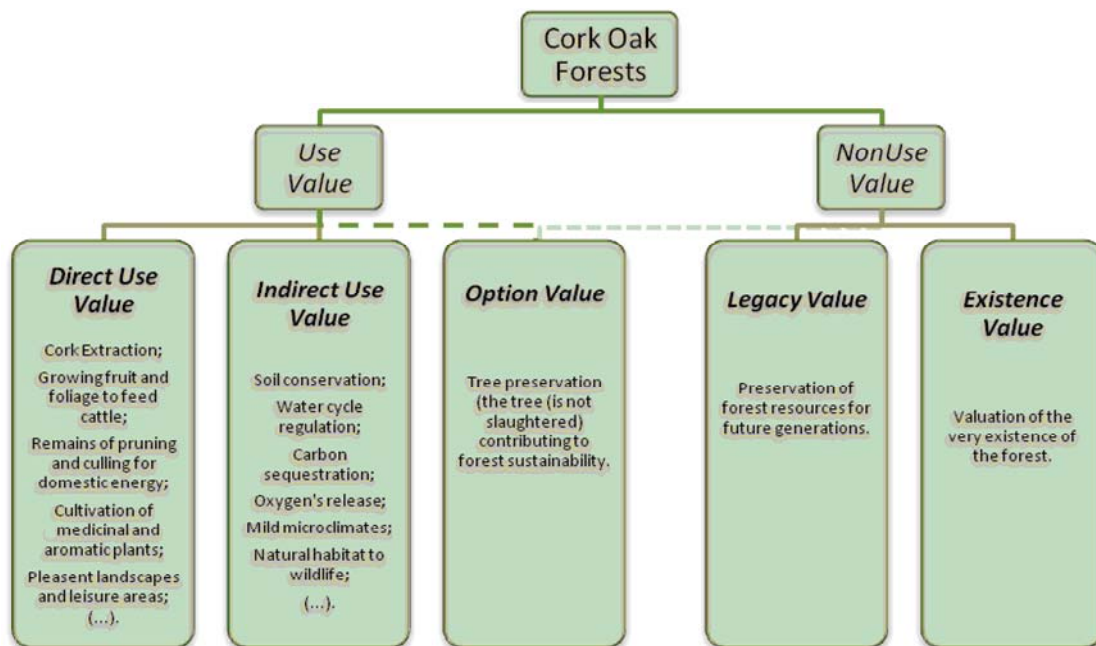 Cork Oak
Forests
Use
Value
NonUse
Value
Direct Use
Value
Cork Extraction;
Growing fruit and
foliage to feed
cattle;
Remains of pruning
and culling for
domestic energy;
Cultivation of
medicinal and
aromatic plants;
Pleasent landscapes
and leisure areas;
(...).
Indirect Use
Value
Soil conservation;
Water cycle
regulation;
Carbon
sequestration;
Oxygen's release;
Mild microclimates;
Natural habitat to
wildlife;
(...).
Option Value
Tree preservation
(the tree (is not
slaughtered)
contributing to
forest sustainability.
Legacy Value
Preservation of
forest resources for
future generations.
Existence
Value
Valuation of the
very existence of
the forest.